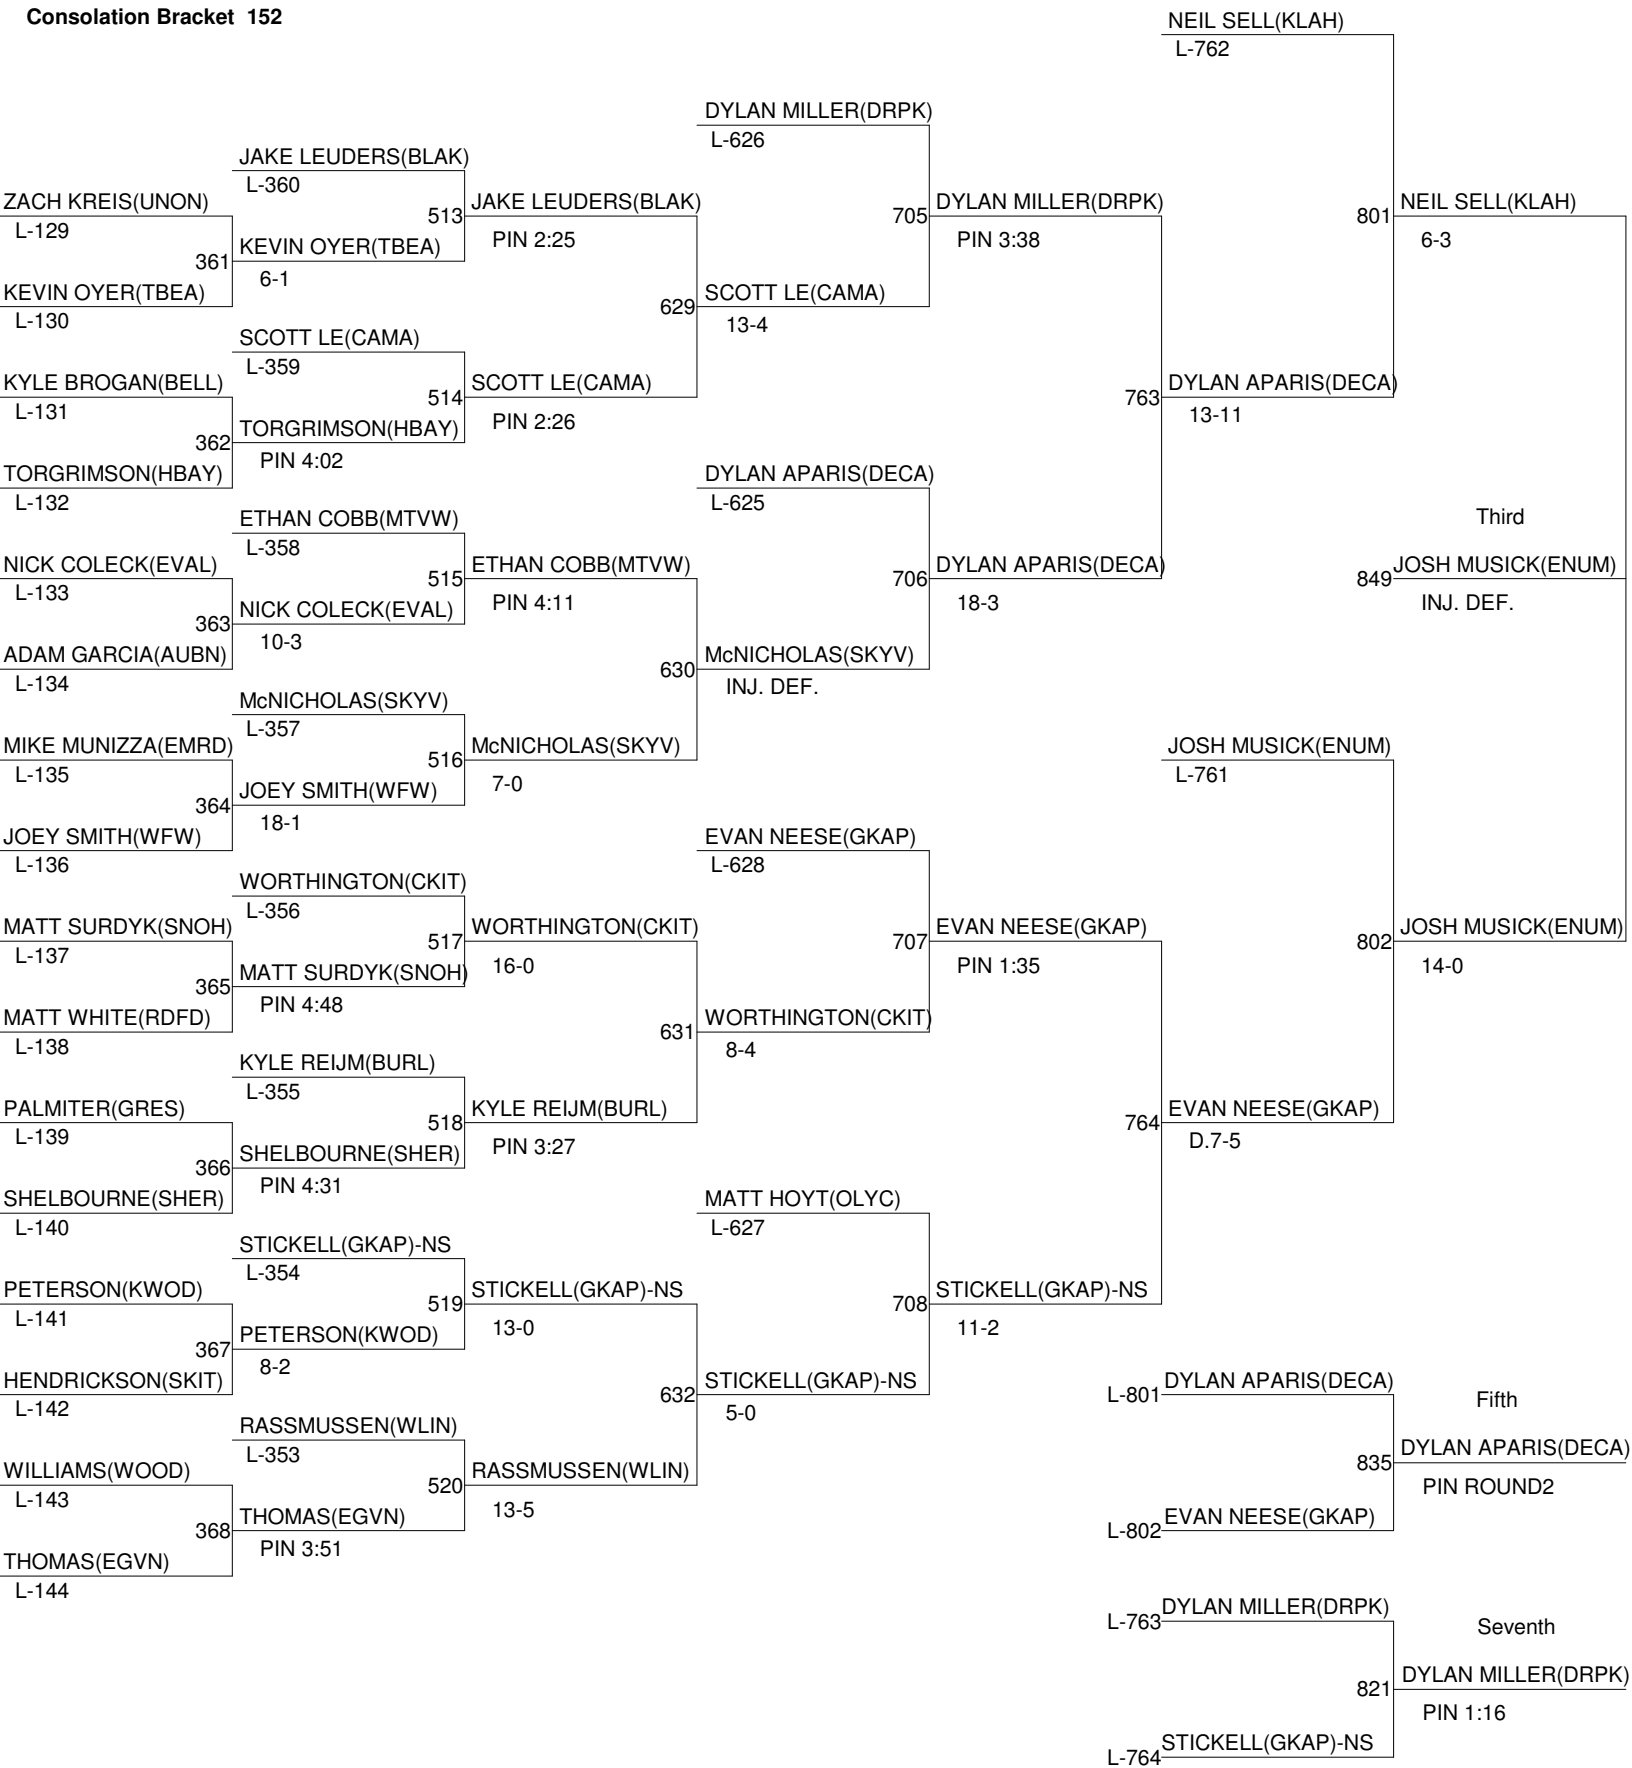 Consolation Bracket 152
ZACH KREIS(UNON)
L-129
361
KEVIN OYER(TBEA)
L-130
KYLE BROGAN(BELL)
L-131
362
TORGRIMSON(HBAY)
L-132
NICK COLECK(EVAL)
L-133
363
ADAM GARCIA(AUBN)
L-134
MIKE MUNIZZA(EMRD)
L-135
364
JOEY SMITH(WFW)
L-136
MATT SURDYK(SNOH)
L-137
365
MATT WHITE(RDFD)
L-138
PALMITER(GRES)
L-139
366
SHELBOURNE(SHER)
L-140
PETERSON(KWOD)
L-141
367
HENDRICKSON(SKIT)
L-142
WILLIAMS(WOOD)
L-143
368
THOMAS(EGVN)
L-144
JAKE LEUDERS(BLAK)
L-360
513
KEVIN OYER(TBEA)
6-1
SCOTT LE(CAMA)
L-359
514
TORGRIMSON(HBAY)
PIN 4:02
ETHAN COBB(MTVW)
L-358
515
NICK COLECK(EVAL)
10-3
McNICHOLAS(SKYV)
L-357
516
JOEY SMITH(WFW)
18-1
WORTHINGTON(CKIT)
L-356
517
MATT SURDYK(SNOH)
PIN 4:48
KYLE REIJM(BURL)
L-355
518
SHELBOURNE(SHER)
PIN 4:31
STICKELL(GKAP)-NS
L-354
519
PETERSON(KWOD)
8-2
RASSMUSSEN(WLIN)
L-353
520
THOMAS(EGVN)
PIN 3:51
JAKE LEUDERS(BLAK)
PIN 2:25
629
SCOTT LE(CAMA)
PIN 2:26
ETHAN COBB(MTVW)
PIN 4:11
630
McNICHOLAS(SKYV)
7-0
WORTHINGTON(CKIT)
16-0
631
KYLE REIJM(BURL)
PIN 3:27
STICKELL(GKAP)-NS
13-0
632
RASSMUSSEN(WLIN)
13-5
DYLAN MILLER(DRPK)
L-626
705
SCOTT LE(CAMA)
13-4
DYLAN APARIS(DECA)
L-625
706
McNICHOLAS(SKYV)
INJ. DEF.
EVAN NEESE(GKAP)
L-628
707
WORTHINGTON(CKIT)
8-4
MATT HOYT(OLYC)
L-627
708
STICKELL(GKAP)-NS
5-0
DYLAN MILLER(DRPK)
PIN 3:38
763
DYLAN APARIS(DECA)
18-3
EVAN NEESE(GKAP)
PIN 1:35
764
STICKELL(GKAP)-NS
11-2
NEIL SELL(KLAH)
L-762
801
DYLAN APARIS(DECA)
13-11
JOSH MUSICK(ENUM)
L-761
802
EVAN NEESE(GKAP)
D.7-5
NEIL SELL(KLAH)
6-3
Third
849
JOSH MUSICK(ENUM)
INJ. DEF.
JOSH MUSICK(ENUM)
14-0
L-801
DYLAN APARIS(DECA)
Fifth
835
DYLAN APARIS(DECA)
PIN ROUND2
L-802
EVAN NEESE(GKAP)
L-763
DYLAN MILLER(DRPK)
Seventh
821
DYLAN MILLER(DRPK)
PIN 1:16
L-764
STICKELL(GKAP)-NS